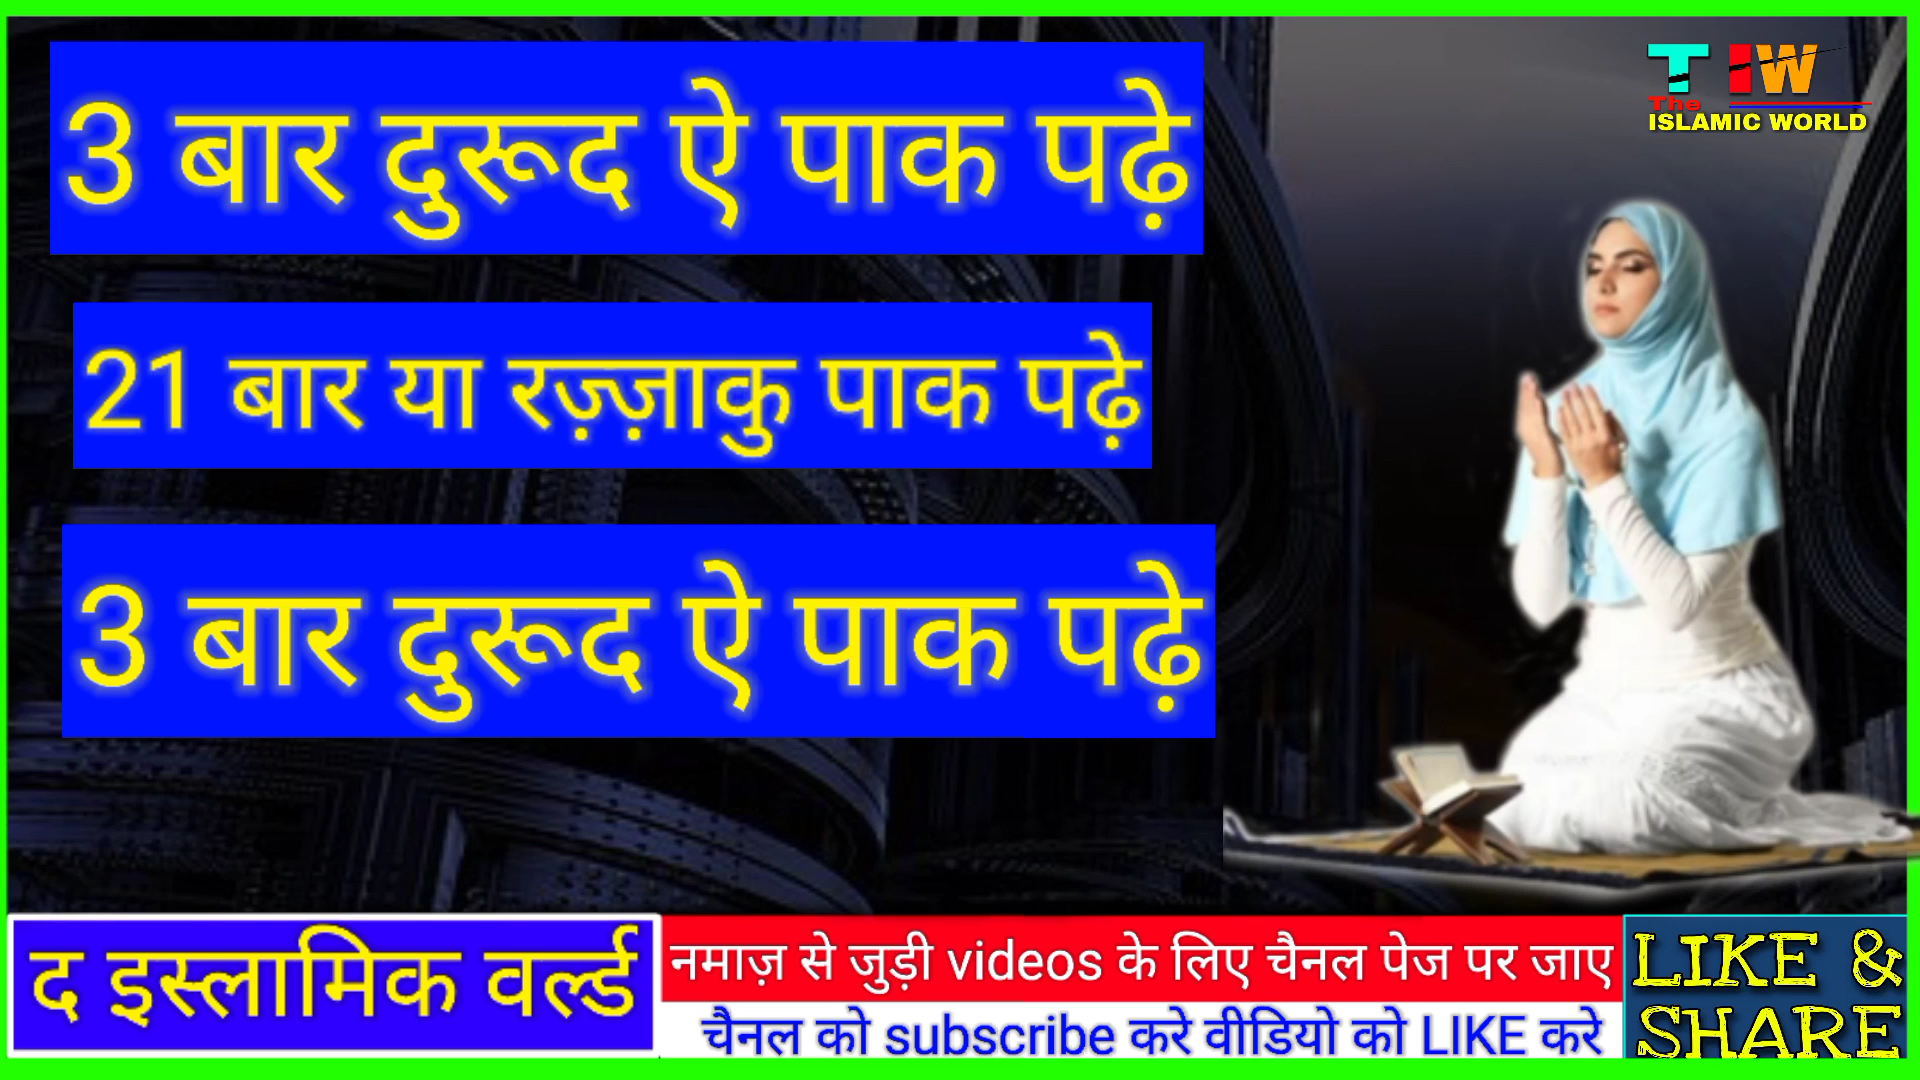 3 बार दुरूद ऐ पाक पढ़े
T IW
The
ISLAMIC WORLD
21 बार या रज़्ज़ाकु पाक पढ़े
3 बार दुरूद ऐ पाक पढ़े
द इस्लामिक वर्ल्ड
नमाज़ से जुड़ी videos के लिए चैनल पेज पर जाए
चैनल को subscribe करे वीडियो को LIKE करे
LIKE &
SHARE